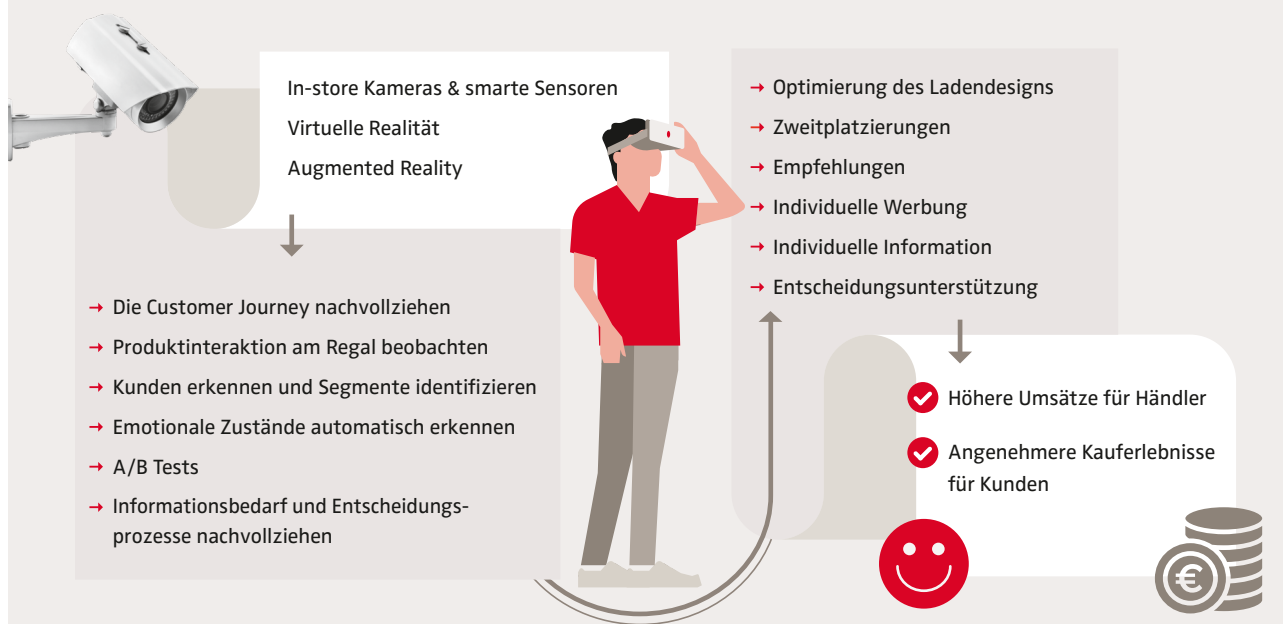 In-store Kameras & smarte Sensoren
Virtuelle Realität
Augmented Reality
→ Die Customer Journey nachvollziehen
→ Produktinteraktion am Regal beobachten
→ Kunden erkennen und Segmente identifizieren
→ Emotionale Zustände automatisch erkennen
→ A/B Tests
→ Informationsbedarf und Entscheidungs-
prozesse nachvollziehen
→ Optimierung des Ladendesigns
→ Zweitplatzierungen
→ Empfehlungen
→ Individuelle Werbung
→ Individuelle Information
→ Entscheidungsunterstützung
Höhere Umsätze für Händler
Angenehmere Kauferlebnisse
für Kunden
€